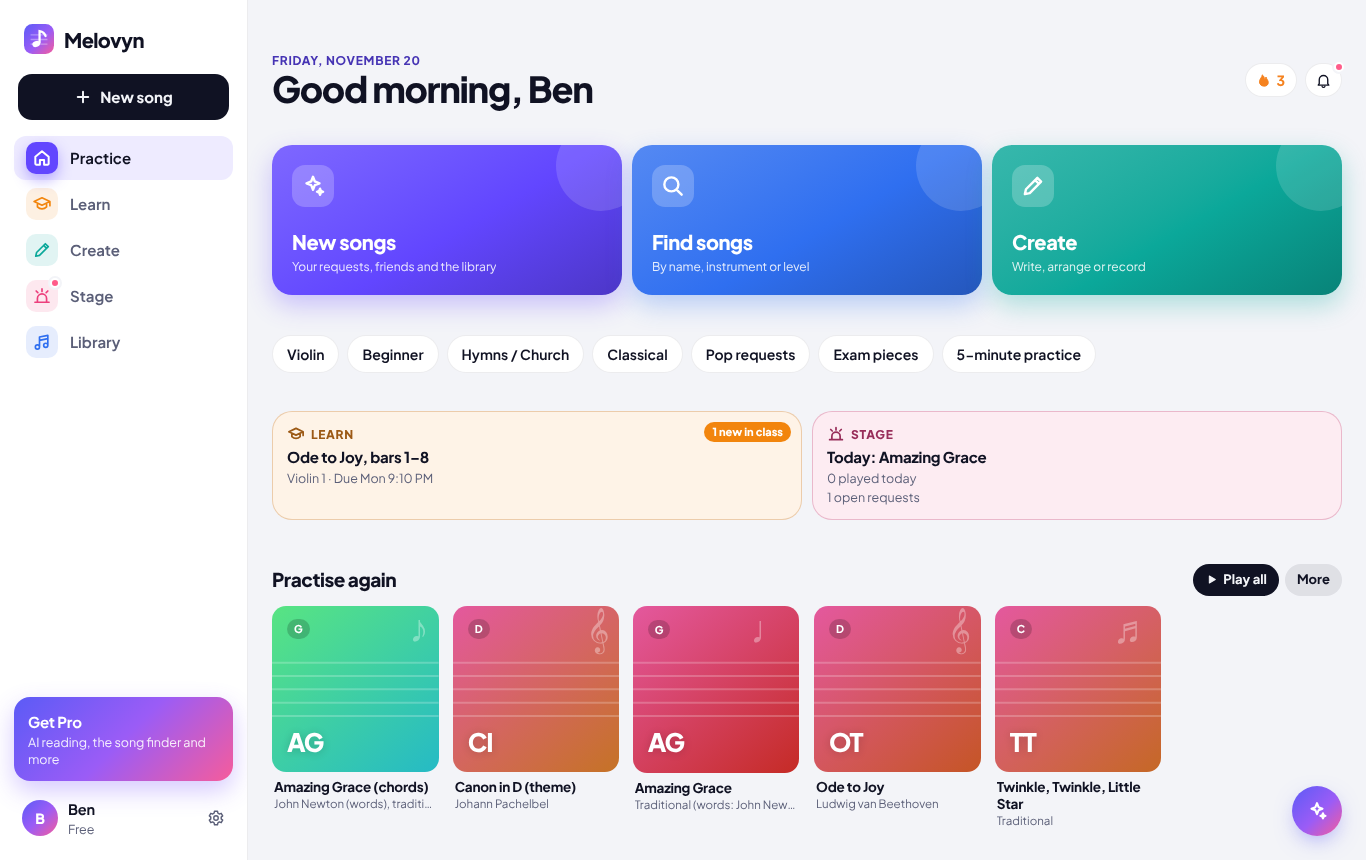 Melovyn
New song
Practice
Learn
Create
Stage
Library
Get Pro
AI reading, the song finder and
more
B
Ben
Free
FRIDAY, NOVEMBER 20
Good morning, Ben
3
New songs
Your requests, friends and the library
Find songs
By name, instrument or level
Create
Write, arrange or record
Violin
Beginner
Hymns / Church
Classical
Pop requests
Exam pieces
5-minute practice
LEARN
1 new in class
Ode to Joy, bars 1–8
Violin 1 · Due Mon 9:10 PM
STAGE
Today: Amazing Grace
0 played today
1 open requests
Practise again
Play all
More
G
AG
Amazing Grace (chords)
John Newton (words), traditi...
D
CI
Canon in D (theme)
Johann Pachelbel
G
AG
Amazing Grace
Traditional (words: John New...
D
OT
Ode to Joy
Ludwig van Beethoven
C
TT
Twinkle, Twinkle, Little
Star
Traditional